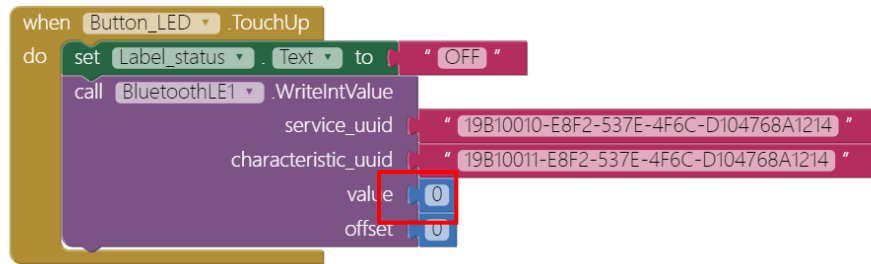 when Button_LED .TouchUp
do set Label_status . Text to " OFF "
call BluetoothLE1 .WriteIntValue
service_uuid " 19B10010-E8F2-537E-4F6C-D104768A1214 "
characteristic_uuid " 19B10011-E8F2-537E-4F6C-D104768A1214 "
value 0
offset 0